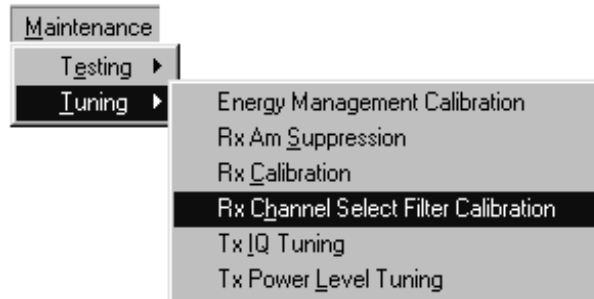 Maintenance
Testing
Tuning
Energy Management Calibration
Rx Am Suppression
Rx Calibration
Rx Channel Select Filter Calibration
Tx IQ Tuning
Tx Power Level Tuning